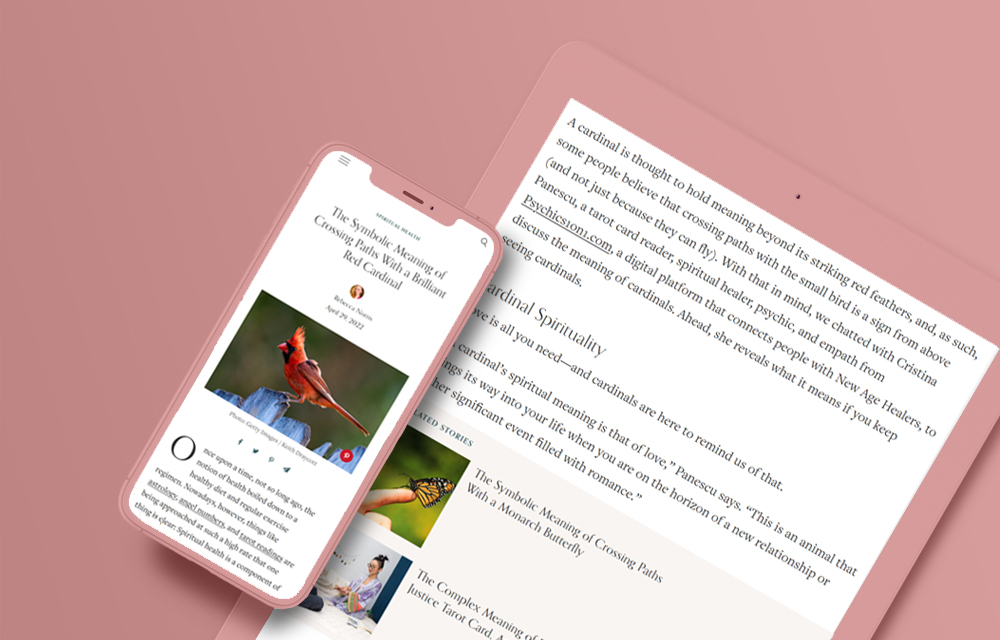 SPIRITUAL HEALTH
The Symbolic Meaning of
Crossing Paths With a Brilliant
Red Cardinal
Rebecca Norris
April 29, 2022
Photo: Getty Images / Keith Draycott
Once upon a time, not so long ago, the
notion of health boiled down to a
healthy diet and regular exercise
regimen. Nowadays, however, things like
astrology, angel numbers, and tarot readings are
being approached at such a high rate that one
thing is clear: Spiritual health is a component of
A cardinal is thought to hold meaning beyond its striking red feathers, and, as such,
some people believe that crossing paths with the small bird is a sign from above
(and not just because they can fly). With that in mind, we chatted with Cristina
Panescu, a tarot card reader, spiritual healer, psychic, and empath from
Psychics1on1.com, a digital platform that connects people with New Age Healers, to
discuss the meaning of cardinals. Ahead, she reveals what it means if you keep
seeing cardinals.
ardinal Spirituality
ve is all you need—and cardinals are here to remind us of that.
cardinal's spiritual meaning is that of love," Panescu says. "This is an animal that
ngs its way into your life when you are on the horizon of a new relationship or
her significant event filled with romance."
LATED STORIES
The Symbolic Meaning of Crossing Paths
With a Monarch Butterfly
The Complex Meaning of
Justice Tarot Card, A